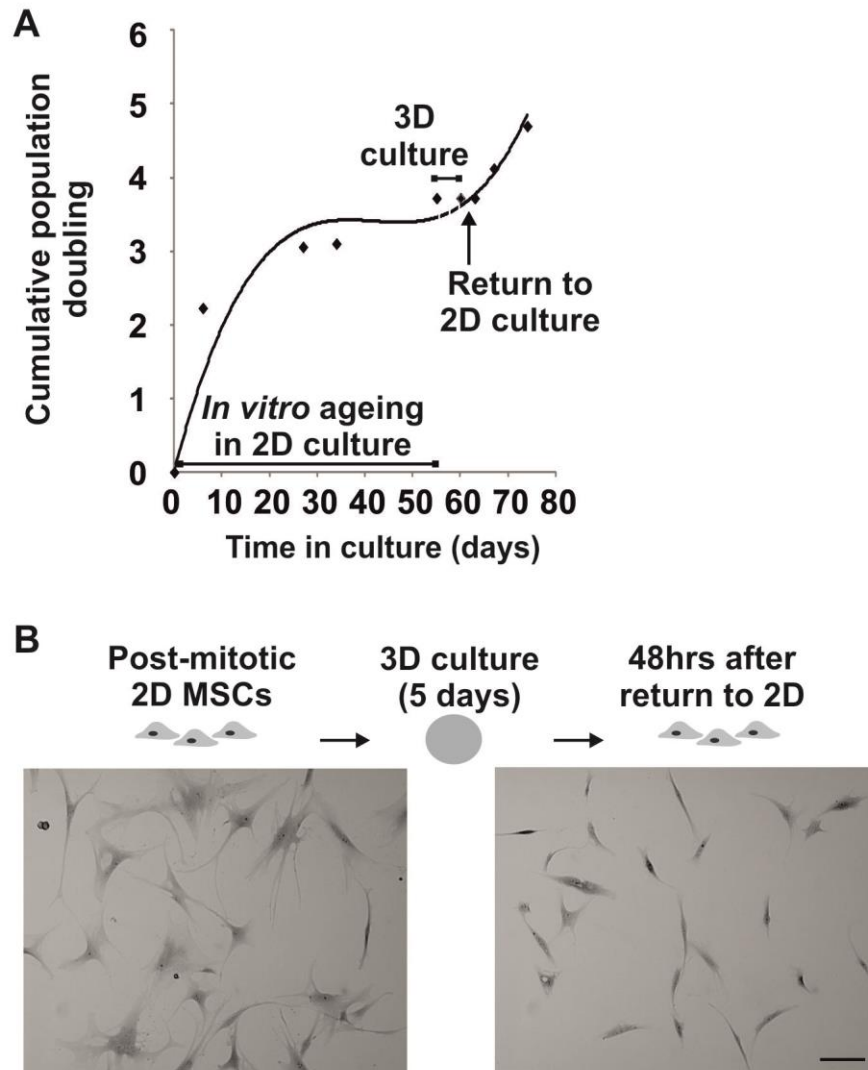 A
Cumulative population
doubling
6
5
4
3
2
1
0
3D
culture
Return to
2D culture
In vitro ageing
in 2D culture
0 10 20 30 40 50 60 70 80
Time in culture (days)
B
Post-mitotic
2D MSCs
3D culture
(5 days)
48hrs after
return to 2D